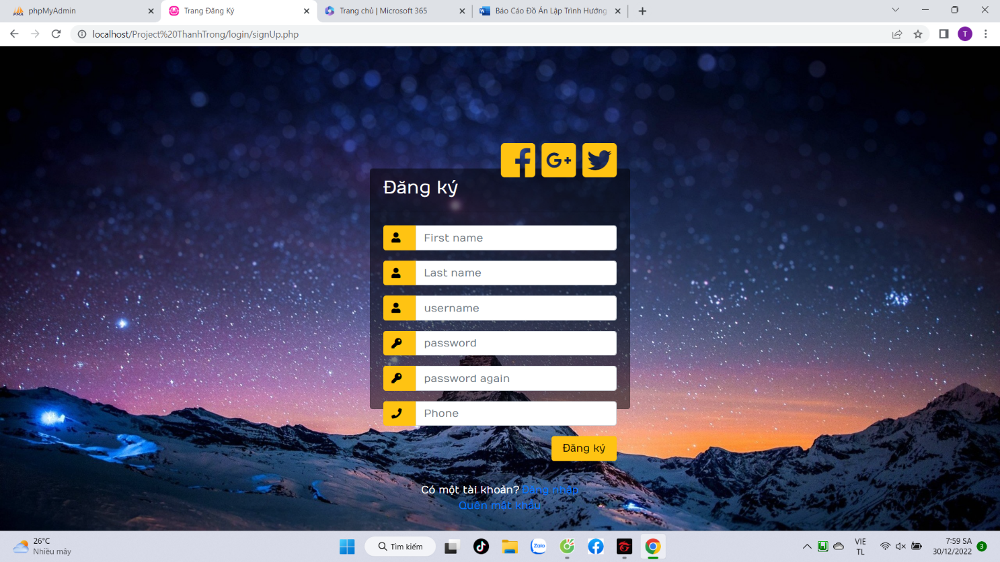 phpMyAdmin
Trang Đăng Ký
Trang chủ | Microsoft 365
Báo Cáo Đồ Án Lập Trình Hướng
localhost/Project%20ThanhTrong/login/signUp.php
T
Đăng ký
First name
Last name
username
password
password again
Phone
Đăng ký
Có một tài khoản? Đăng nhập
Quên mật khẩu
26°C
Nhiều mây
Tìm kiếm
Zalo
VIE
TL
7:59 SA
30/12/2022
3